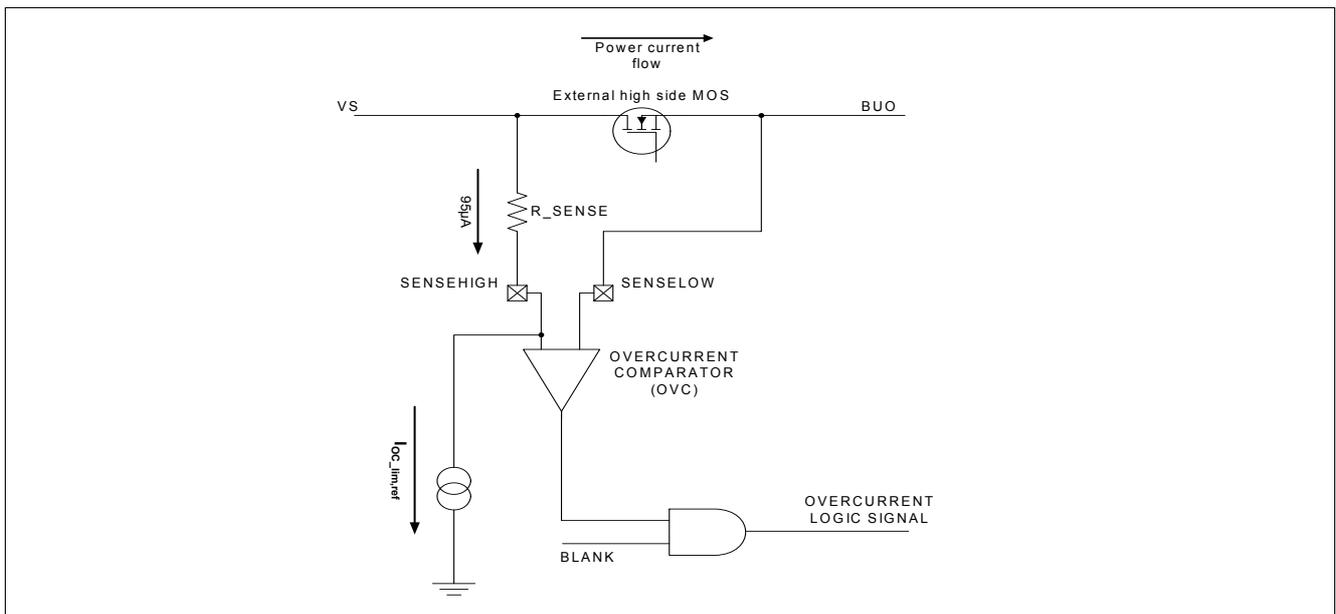 Power current
flow
External high side MOS
VS
BUO
95µA
R_SENSE
SENSEHIGH
SENSELOW
OVERCURRENT
COMPARATOR
(OVC)
IOC_lim,ref
OVERCURRENT
LOGIC SIGNAL
BLANK